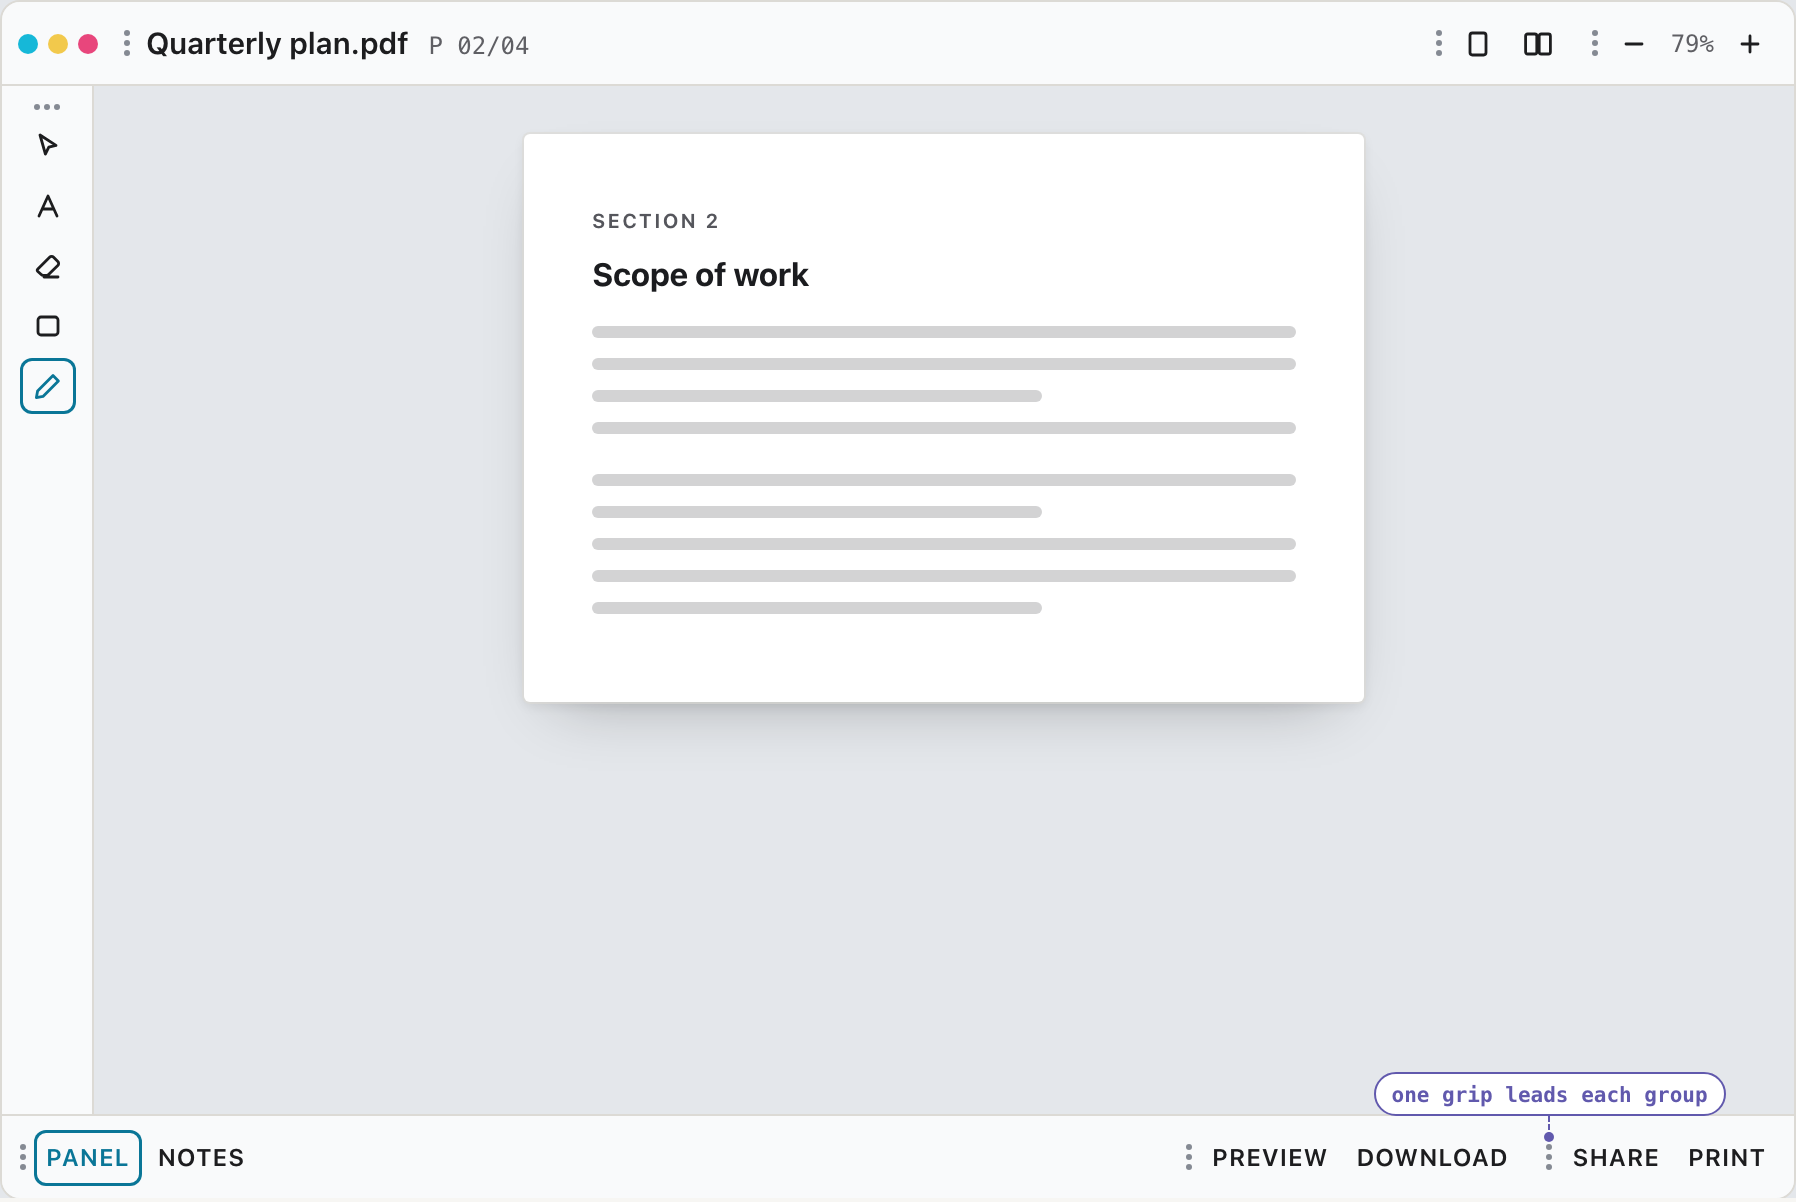 Quarterly plan.pdf P 02/04
79%
SECTION 2
Scope of work
one grip leads each group
PANEL NOTES PREVIEW DOWNLOAD SHARE PRINT